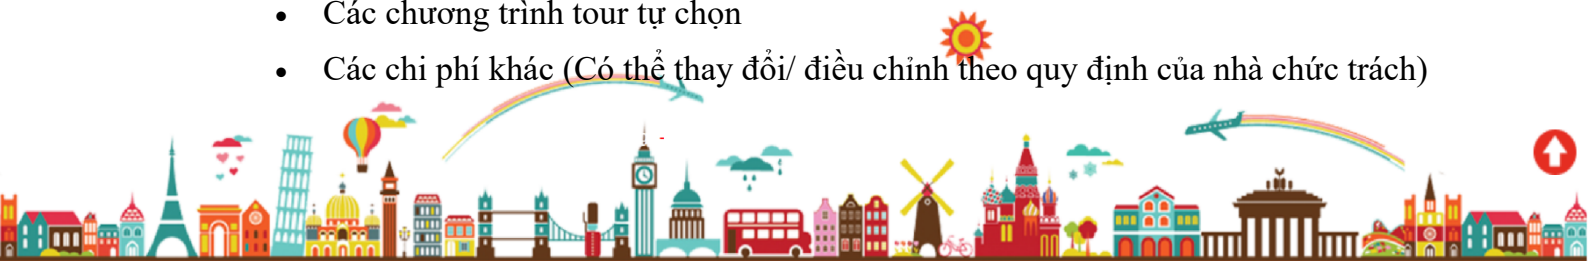 • Các chương trình tour tự chọn
• Các chi phí khác (Có thể thay đổi/ điều chỉnh theo quy định của nhà chức trách)